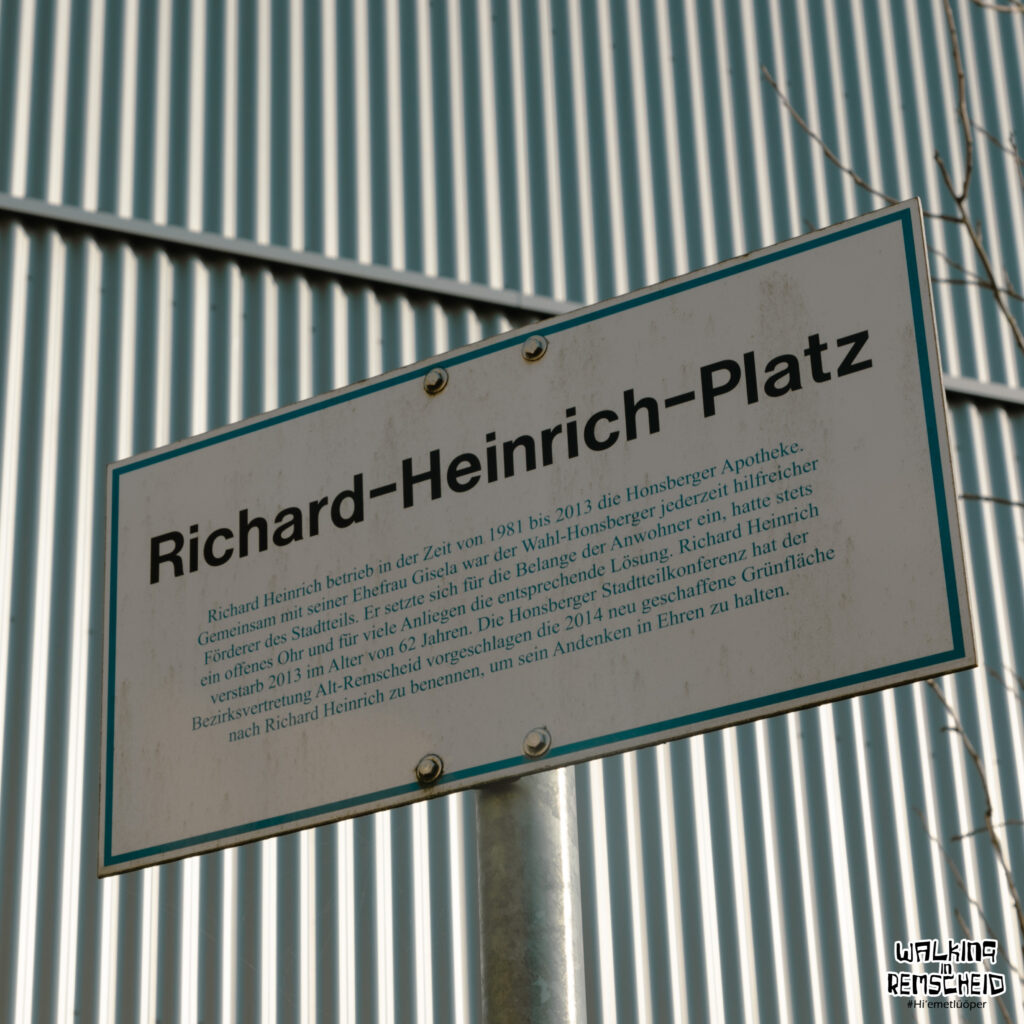 Richard-Heinrich-Platz
Richard Heinrich betrieb in der Zeit von 1981 bis 2013 die Honsberger Apotheke.
Gemeinsam mit seiner Ehefrau Gisela war der Wahl-Honsberger jederzeit hilfreicher
Förderer des Stadtteils. Er setzte sich für die Belange der Anwohner ein, hatte stets
ein offenes Ohr und für viele Anliegen die entsprechende Lösung. Richard Heinrich
verstarb 2013 im Alter von 62 Jahren. Die Honsberger Stadtteilkonferenz hat der
Bezirksvertretung Alt-Remscheid vorgeschlagen die 2014 neu geschaffene Grünfläche
nach Richard Heinrich zu benennen, um sein Andenken in Ehren zu halten.
WALKING
in
REMSCHEID
#Hi'emetlüöper